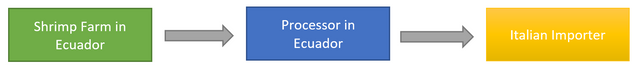 Shrimp Farm in
Ecuador
Processor in
Ecuador
Italian Importer